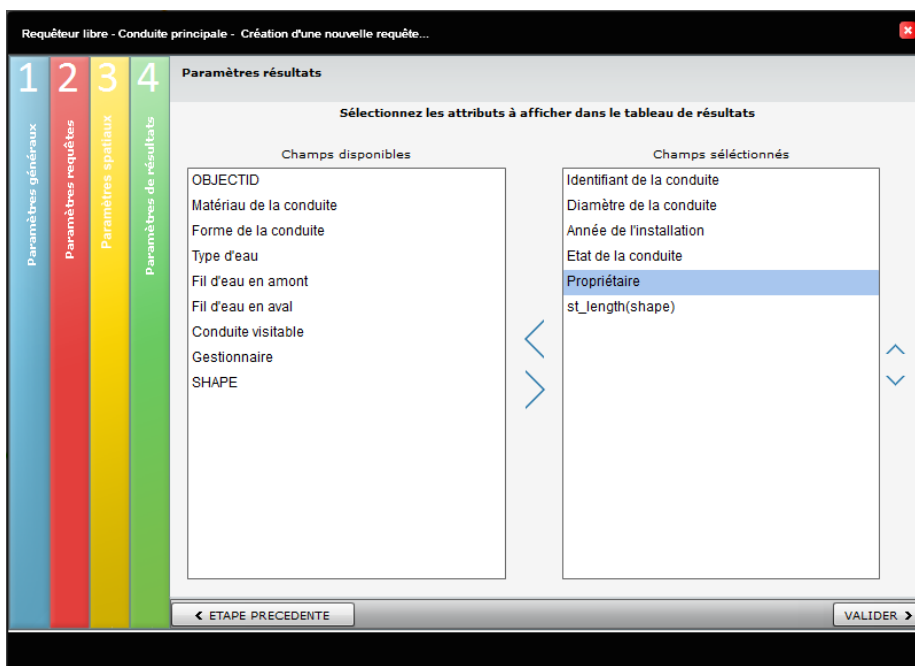 Requêteur libre - Conduite principale - Création d'une nouvelle requête...
1 2 3 4
Paramètres généraux
Paramètres requêtes
Paramètres spatiaux
Paramètres de résultats
Paramètres résultats
Sélectionnez les attributs à afficher dans le tableau de résultats
Champs disponibles
OBJECTID
Matériau de la conduite
Forme de la conduite
Type d'eau
Fil d'eau en amont
Fil d'eau en aval
Conduite visitable
Gestionnaire
SHAPE
Champs séléctionnés
Identifiant de la conduite
Diamètre de la conduite
Année de l'installation
Etat de la conduite
Propriétaire
st_length(shape)
ETAPE PRECEDENTE
VALIDER